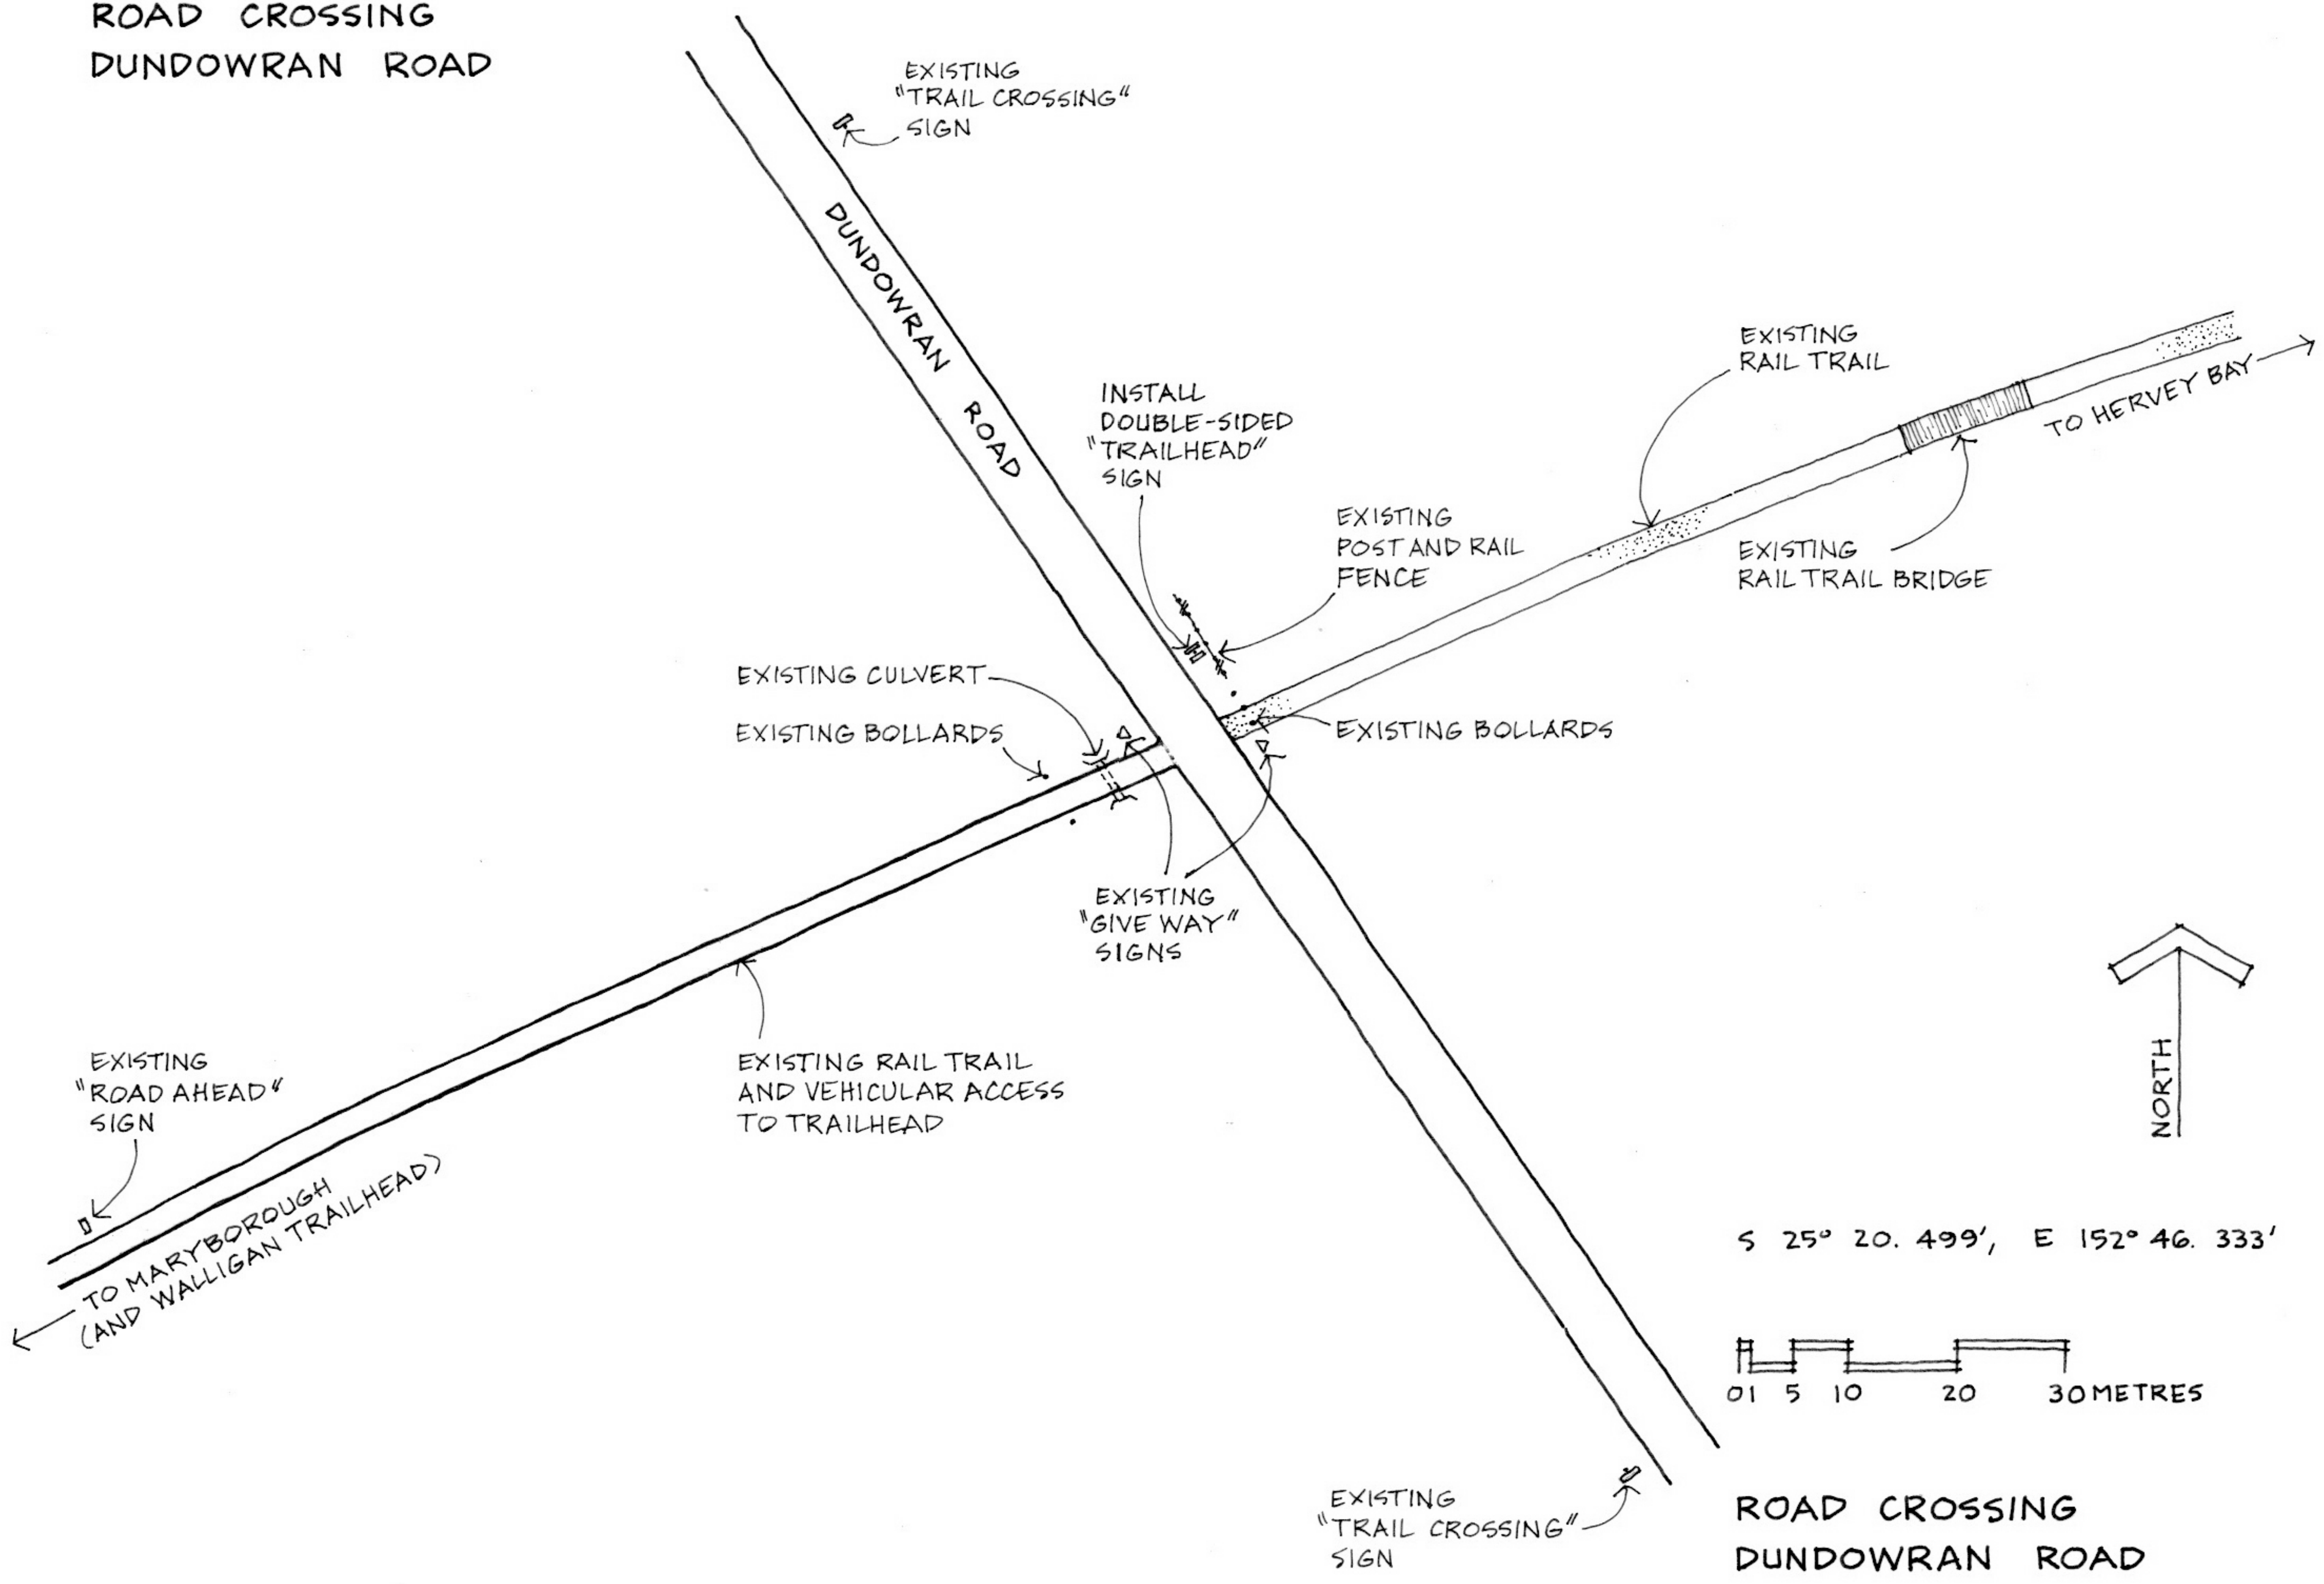 ROAD CROSSING
DUNDOWRAN ROAD
EXISTING
"TRAIL CROSSING"
SIGN
DUNDOWRAN ROAD
INSTALL
DOUBLE-SIDED
"TRAILHEAD"
SIGN
EXISTING
RAIL TRAIL
TO HERVEY BAY
EXISTING
POST AND RAIL
FENCE
EXISTING
RAIL TRAIL BRIDGE
EXISTING CULVERT
EXISTING BOLLARDS
EXISTING BOLLARDS
EXISTING
"GIVE WAY"
SIGNS
EXISTING
"ROAD AHEAD"
SIGN
EXISTING RAIL TRAIL
AND VEHICULAR ACCESS
TO TRAILHEAD
TO MARYBOROUGH
(AND WALLIGAN TRAILHEAD)
NORTH
S 25° 20. 499', E 152° 46. 333'
0 1 5 10 20 30 METRES
EXISTING
"TRAIL CROSSING"
SIGN
ROAD CROSSING
DUNDOWRAN ROAD